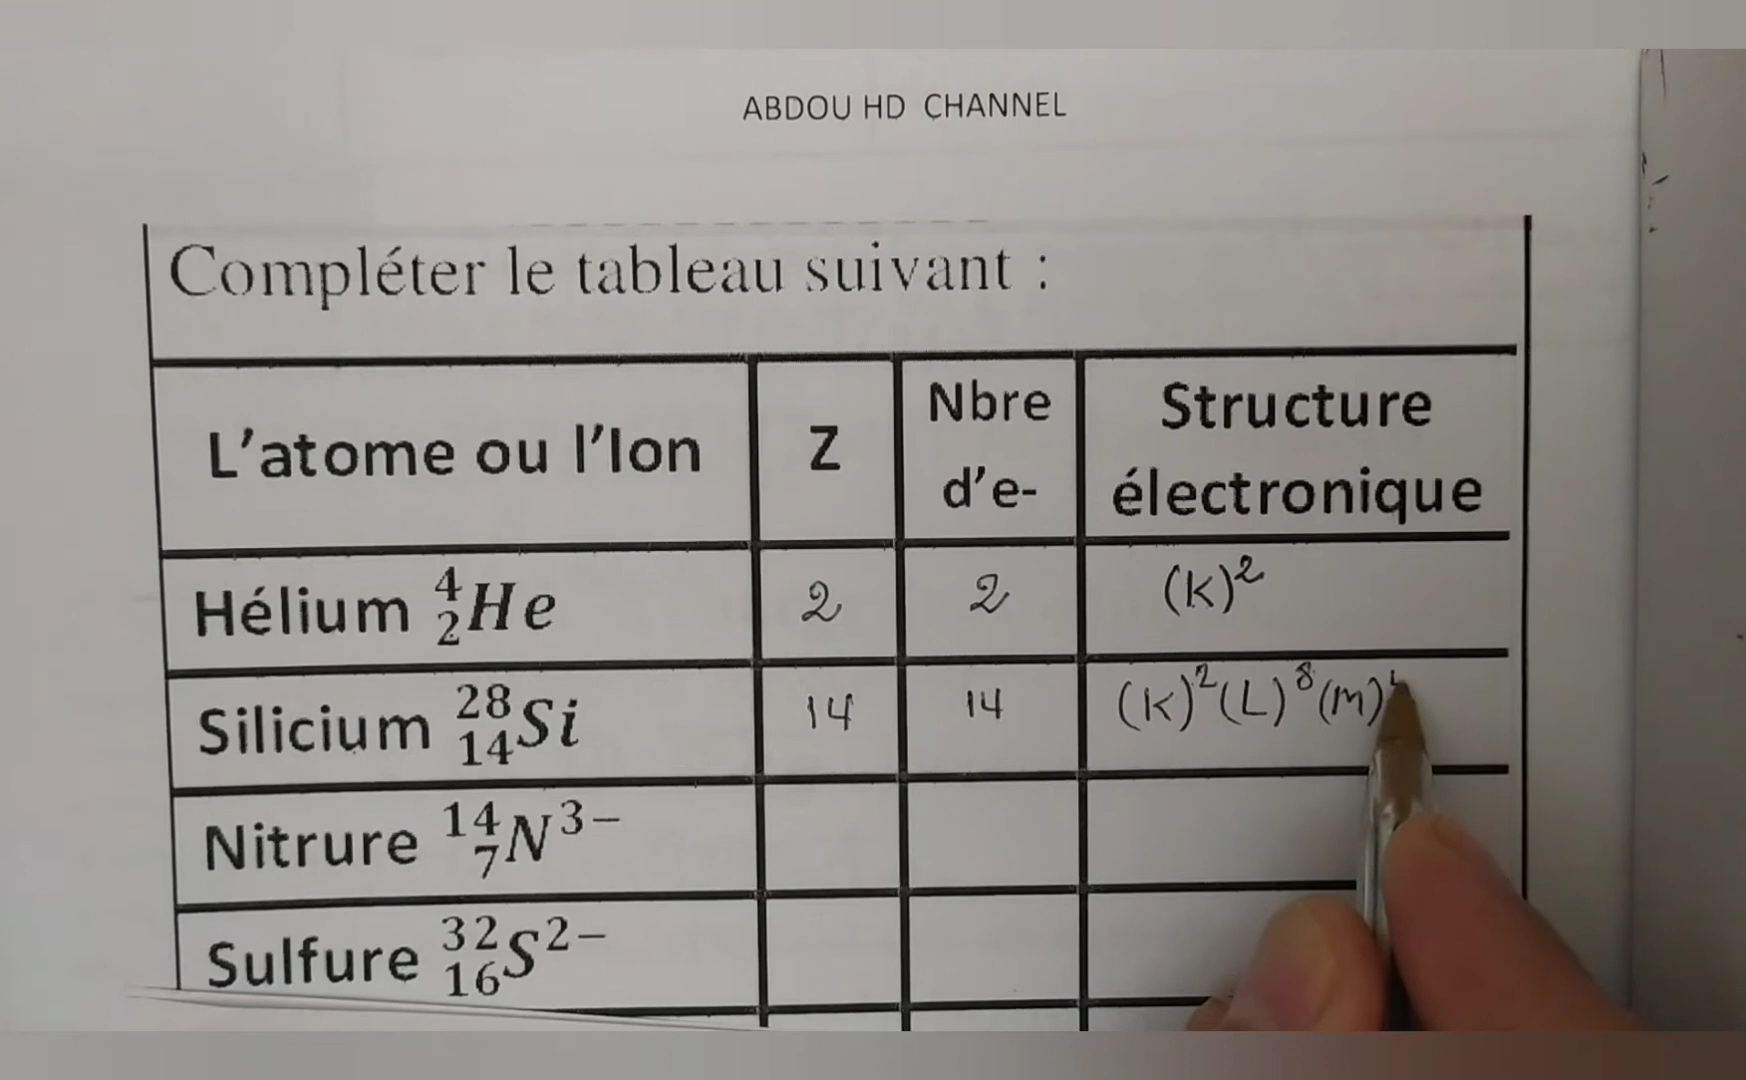 ABDOU HD CHANNEL
Compléter le tableau suivant :
L'atome ou l'Ion Z Nbre d'e- Structure électronique
Hélium ⁴₂He 2 2 (K)²
Silicium ²⁸₁₄Si 14 14 (K)²(L)⁸(M)
Nitrure ¹⁴₇N³⁻
Sulfure ³²₁₆S²⁻